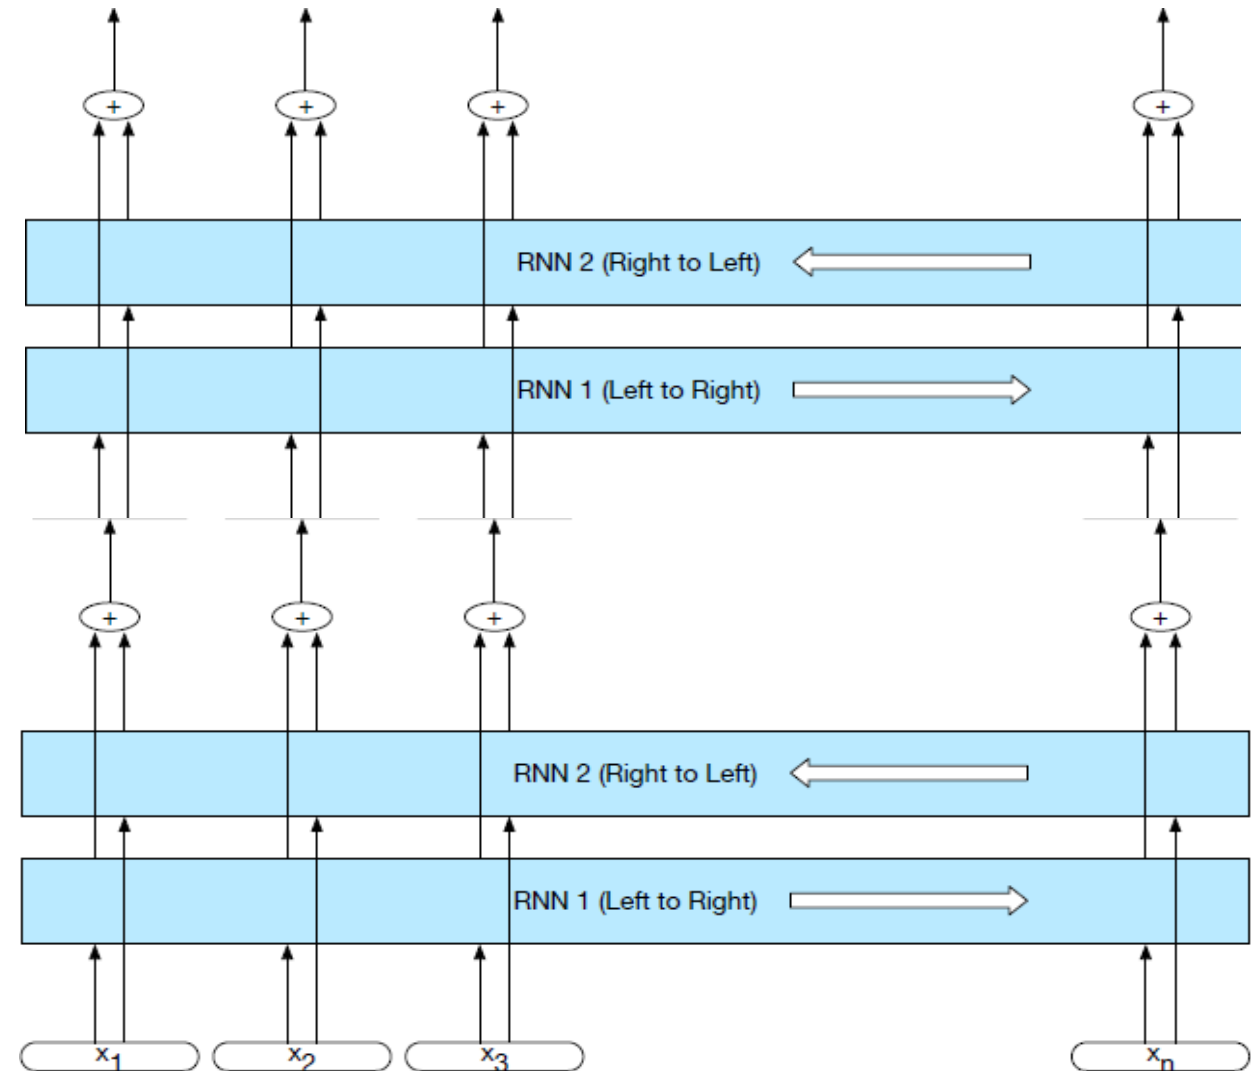 + + + +
RNN 2 (Right to Left)
RNN 1 (Left to Right)
+ + + +
RNN 2 (Right to Left)
RNN 1 (Left to Right)
x1 x2 x3 xn